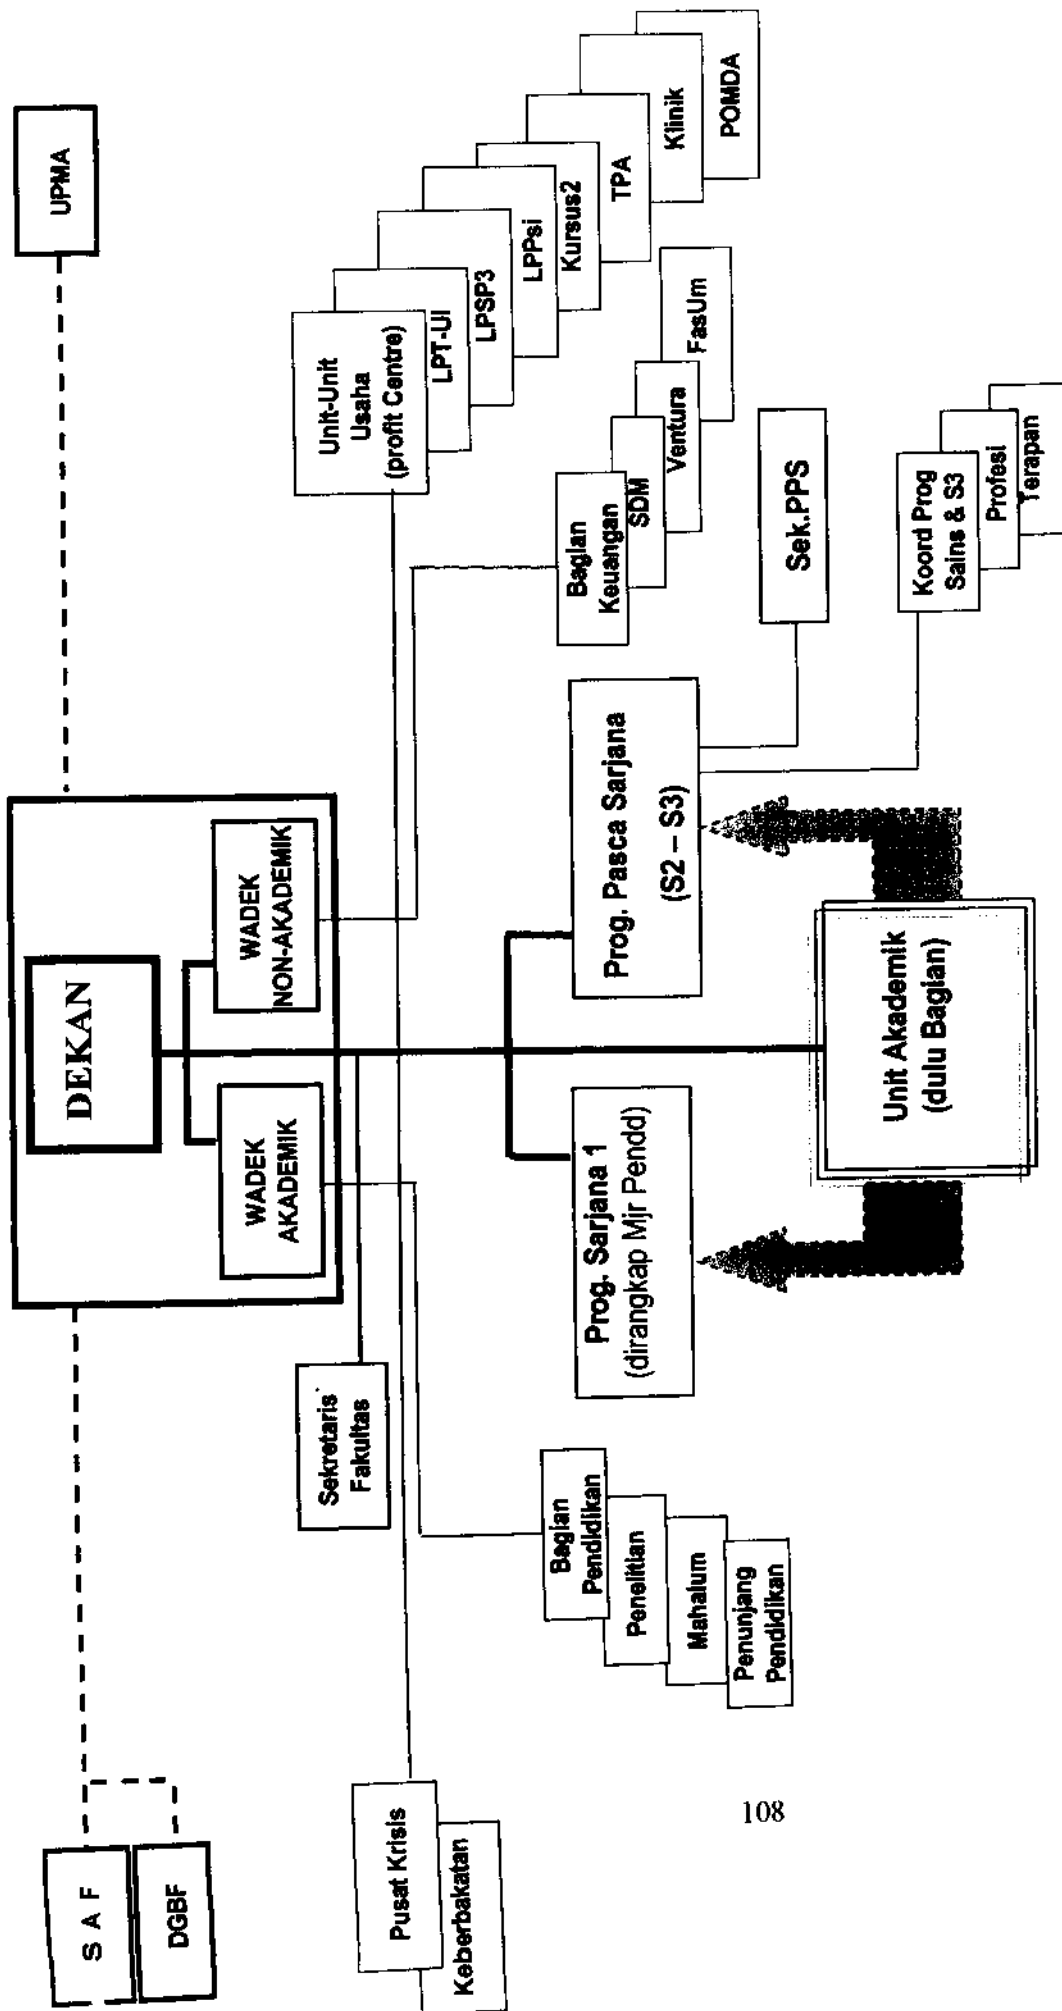 S A F
DGBF
UPMA
DEKAN
WADEK
AKADEMIK
WADEK
NON-AKADEMIK
Sekretaris
Fakultas
Unit-Unit
Usaha
(profit Centre)
LPT-UI
LPSP3
LPPsi
Kursus2
TPA
Klinik
POMDA
Pusat Krisis
Keberbakatan
Bagian
Pendidikan
Penelitian
Mahalum
Penunjang
Pendidikan
Bagian
Keuangan
SDM
Ventura
FasUm
Prog. Sarjana 1
(dirangkap Mjr Pendd)
Prog. Pasca Sarjana
(S2 – S3)
Sek.PPS
Koord Prog
Sains & S3
Profesi
Terapan
Unit Akademik
(dulu Bagian)
108